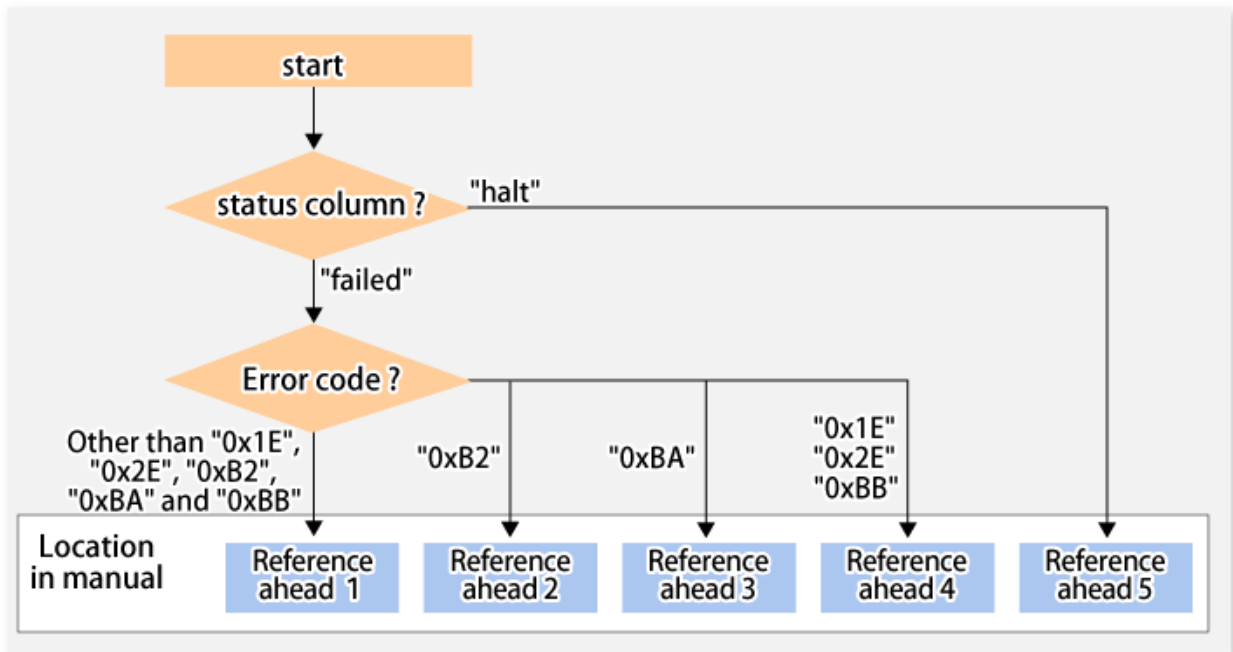 start
status column ?
"halt"
"failed"
Error code ?
Other than "0x1E",
"0x2E", "0xB2",
"0xBA" and "0xBB"
"0xB2"
"0xBA"
"0x1E"
"0x2E"
"0xBB"
Location
in manual
Reference
ahead 1
Reference
ahead 2
Reference
ahead 3
Reference
ahead 4
Reference
ahead 5